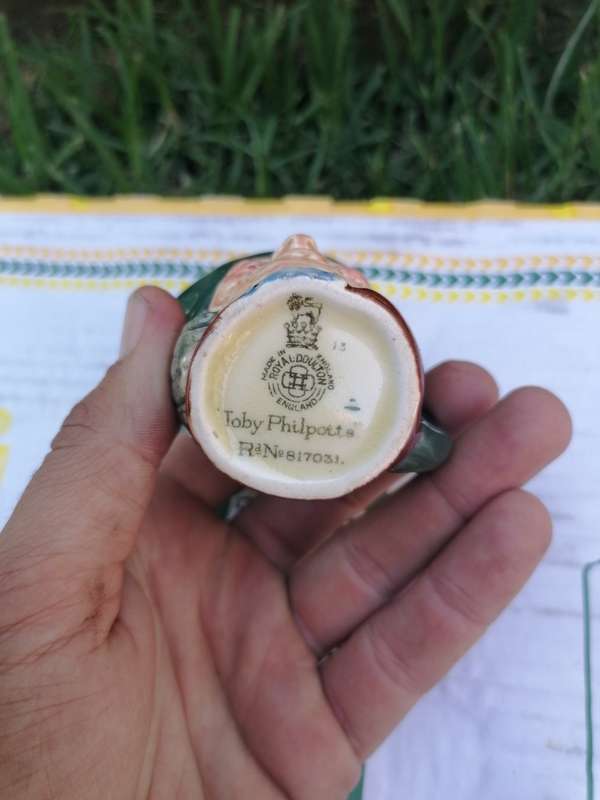 13
MADE IN
ENGLAND
ROYAL DOULTON
ENGLAND
Toby Philpotts
Rd No 817031.